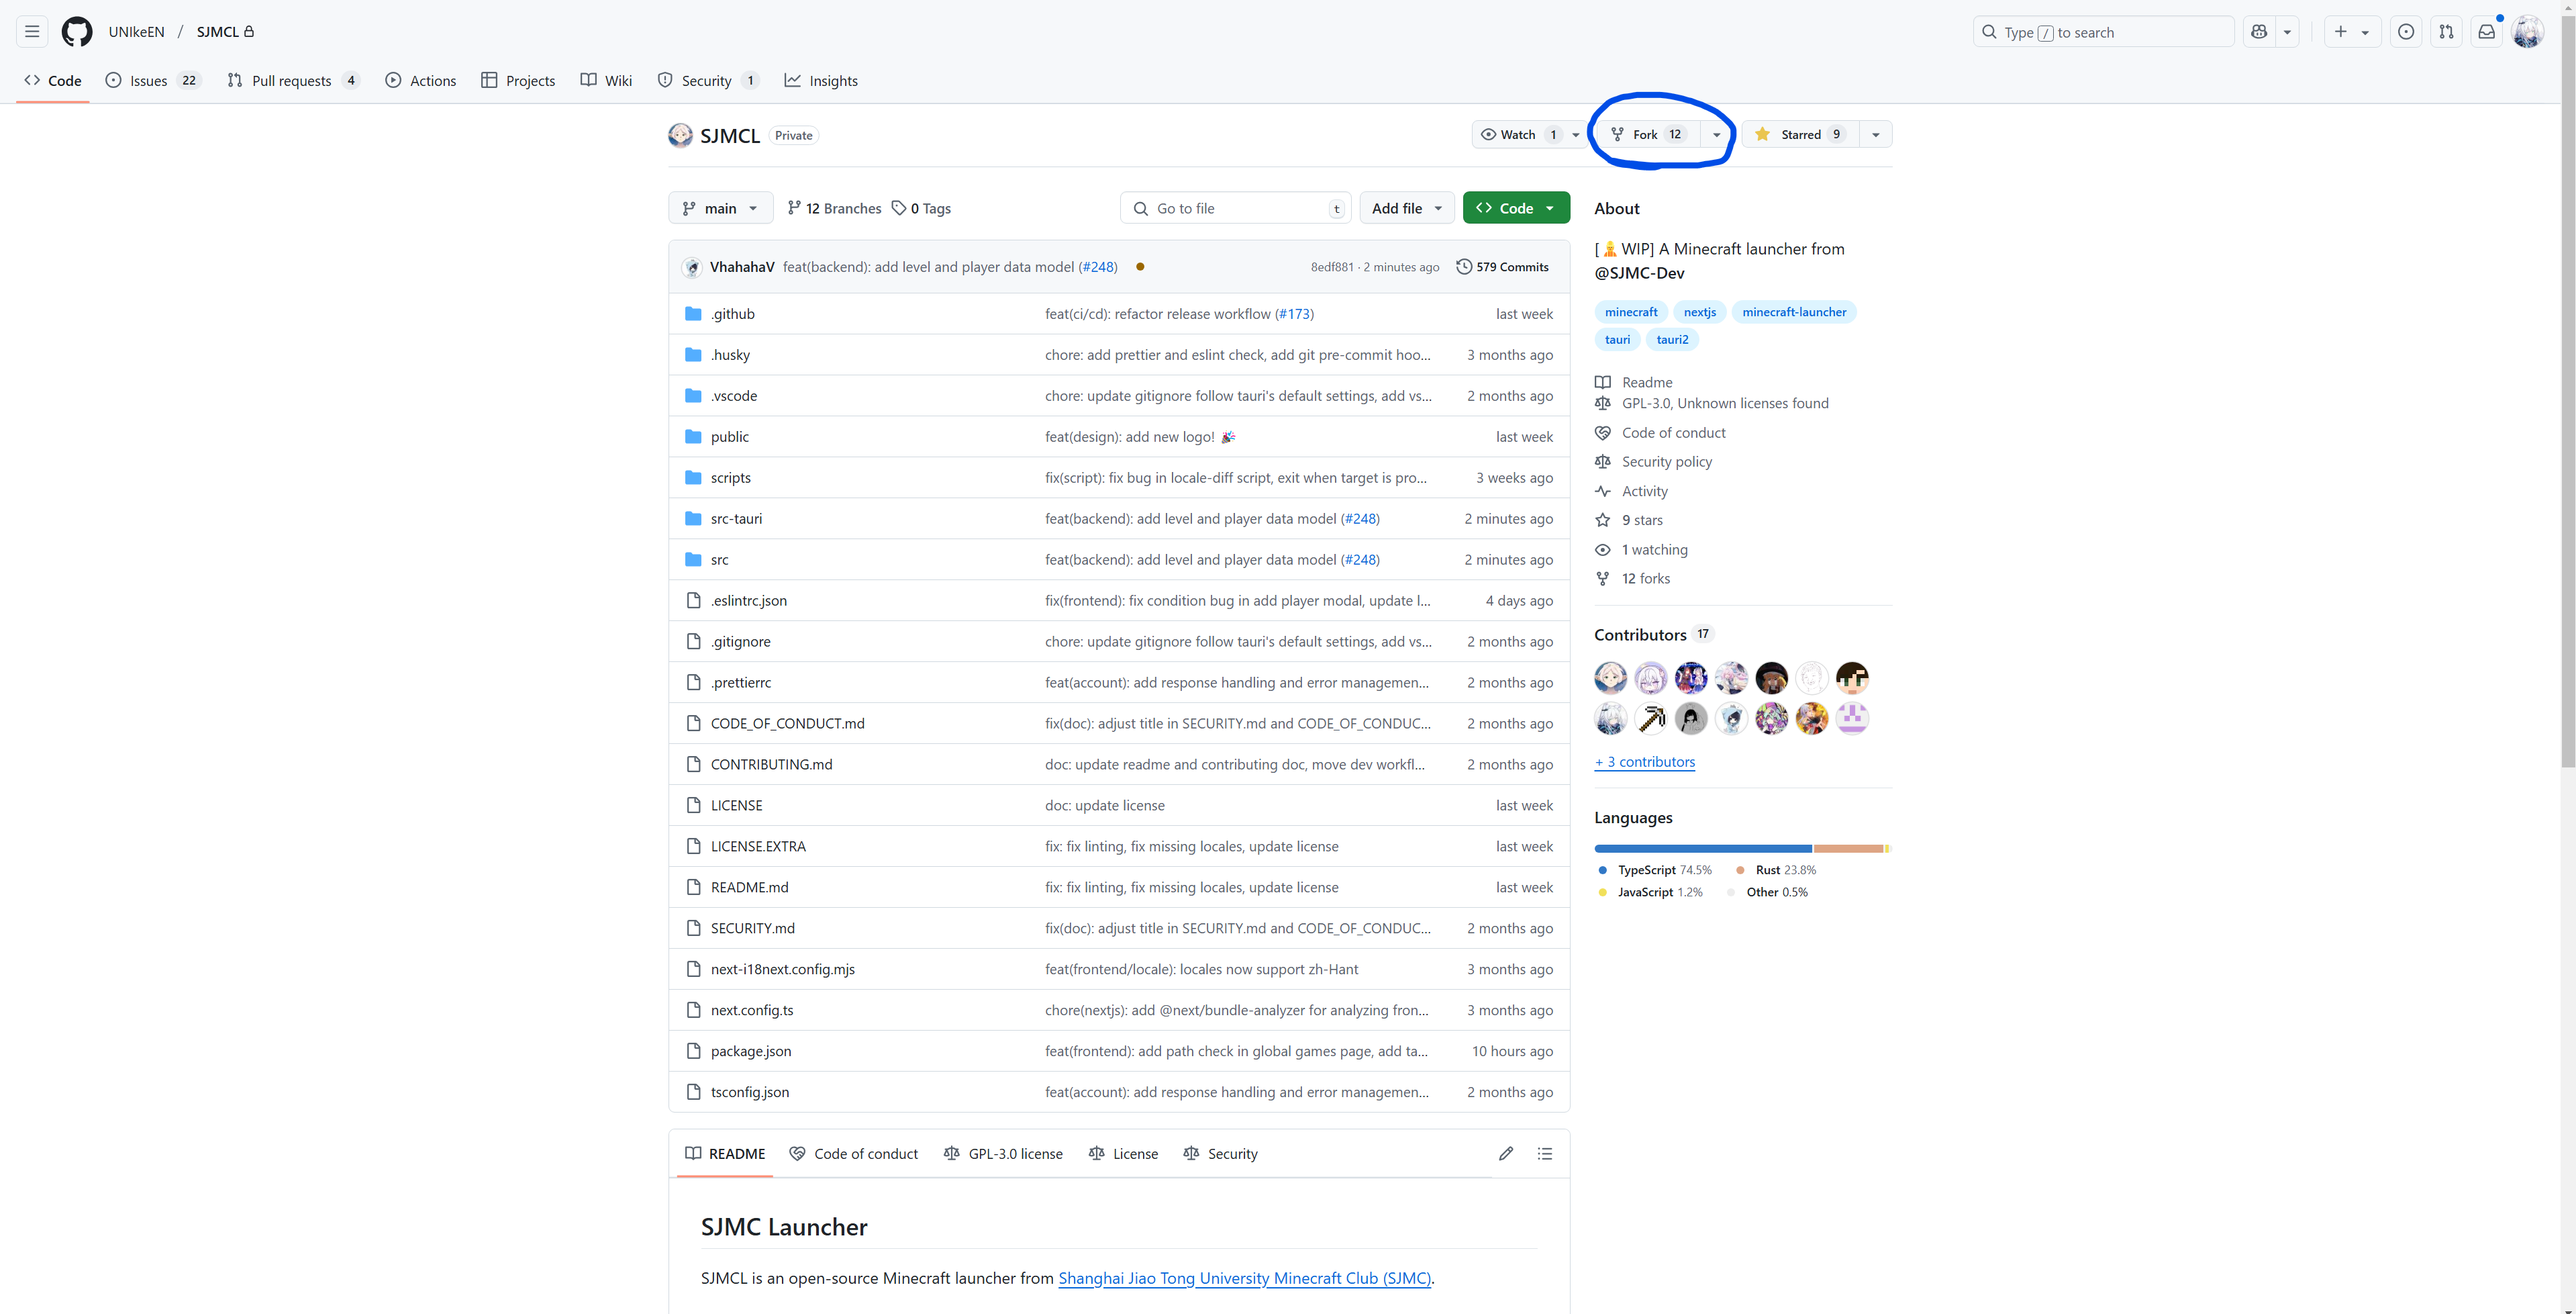 UNIkeEN / SJMCL
Type / to search
Code Issues 22 Pull requests 4 Actions Projects Wiki Security 1 Insights
SJMCL Private
Watch 1 Fork 12 Starred 9
main 12 Branches 0 Tags Go to file t Add file Code
VhahahaV feat(backend): add level and player data model (#248) 8edf881 · 2 minutes ago 579 Commits
.github feat(ci/cd): refactor release workflow (#173) last week
.husky chore: add prettier and eslint check, add git pre-commit hoo... 3 months ago
.vscode chore: update gitignore follow tauri's default settings, add vs... 2 months ago
public feat(design): add new logo! 🎉 last week
scripts fix(script): fix bug in locale-diff script, exit when target is pro... 3 weeks ago
src-tauri feat(backend): add level and player data model (#248) 2 minutes ago
src feat(backend): add level and player data model (#248) 2 minutes ago
.eslintrc.json fix(frontend): fix condition bug in add player modal, update l... 4 days ago
.gitignore chore: update gitignore follow tauri's default settings, add vs... 2 months ago
.prettierrc feat(account): add response handling and error managemen... 2 months ago
CODE_OF_CONDUCT.md fix(doc): adjust title in SECURITY.md and CODE_OF_CONDUC... 2 months ago
CONTRIBUTING.md doc: update readme and contributing doc, move dev workfl... 2 months ago
LICENSE doc: update license last week
LICENSE.EXTRA fix: fix linting, fix missing locales, update license last week
README.md fix: fix linting, fix missing locales, update license last week
SECURITY.md fix(doc): adjust title in SECURITY.md and CODE_OF_CONDUC... 2 months ago
next-i18next.config.mjs feat(frontend/locale): locales now support zh-Hant 3 months ago
next.config.ts chore(nextjs): add @next/bundle-analyzer for analyzing fron... 3 months ago
package.json feat(frontend): add path check in global games page, add ta... 10 hours ago
tsconfig.json feat(account): add response handling and error managemen... 2 months ago
README Code of conduct GPL-3.0 license License Security
SJMC Launcher
SJMCL is an open-source Minecraft launcher from Shanghai Jiao Tong University Minecraft Club (SJMC).
About
[🙏WIP] A Minecraft launcher from
@SJMC-Dev
minecraft nextjs minecraft-launcher
tauri tauri2
Readme
GPL-3.0, Unknown licenses found
Code of conduct
Security policy
Activity
9 stars
1 watching
12 forks
Contributors 17
+ 3 contributors
Languages
TypeScript 74.5% Rust 23.8%
JavaScript 1.2% Other 0.5%